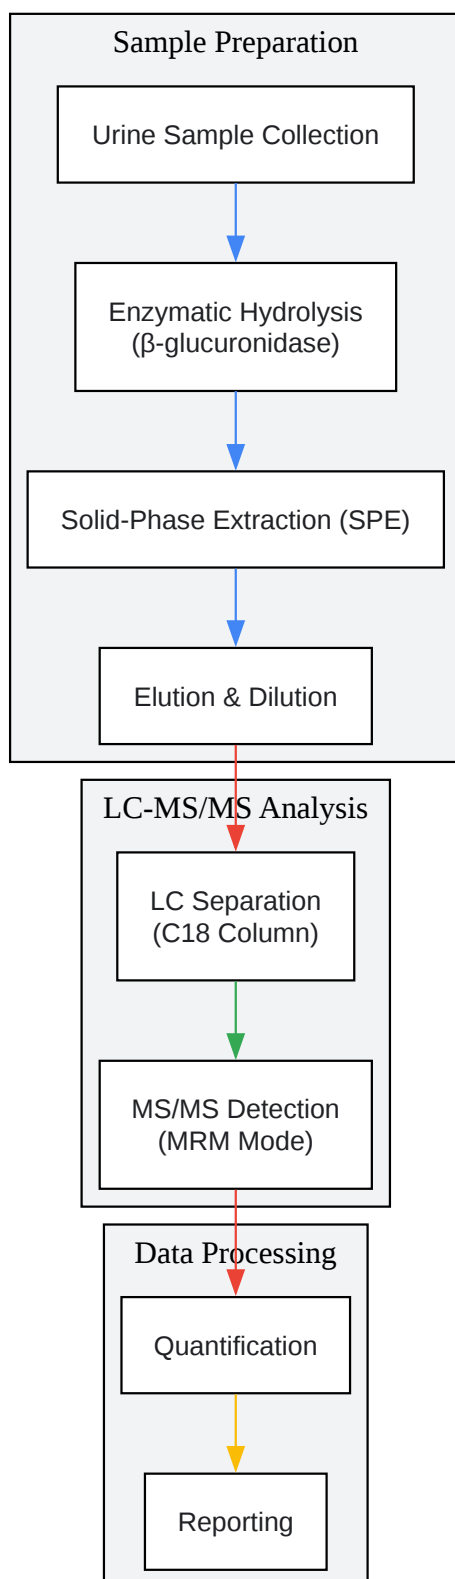 Sample Preparation
Urine Sample Collection
Enzymatic Hydrolysis
(β-glucuronidase)
Solid-Phase Extraction (SPE)
Elution & Dilution
LC-MS/MS Analysis
LC Separation
(C18 Column)
MS/MS Detection
(MRM Mode)
Data Processing
Quantification
Reporting